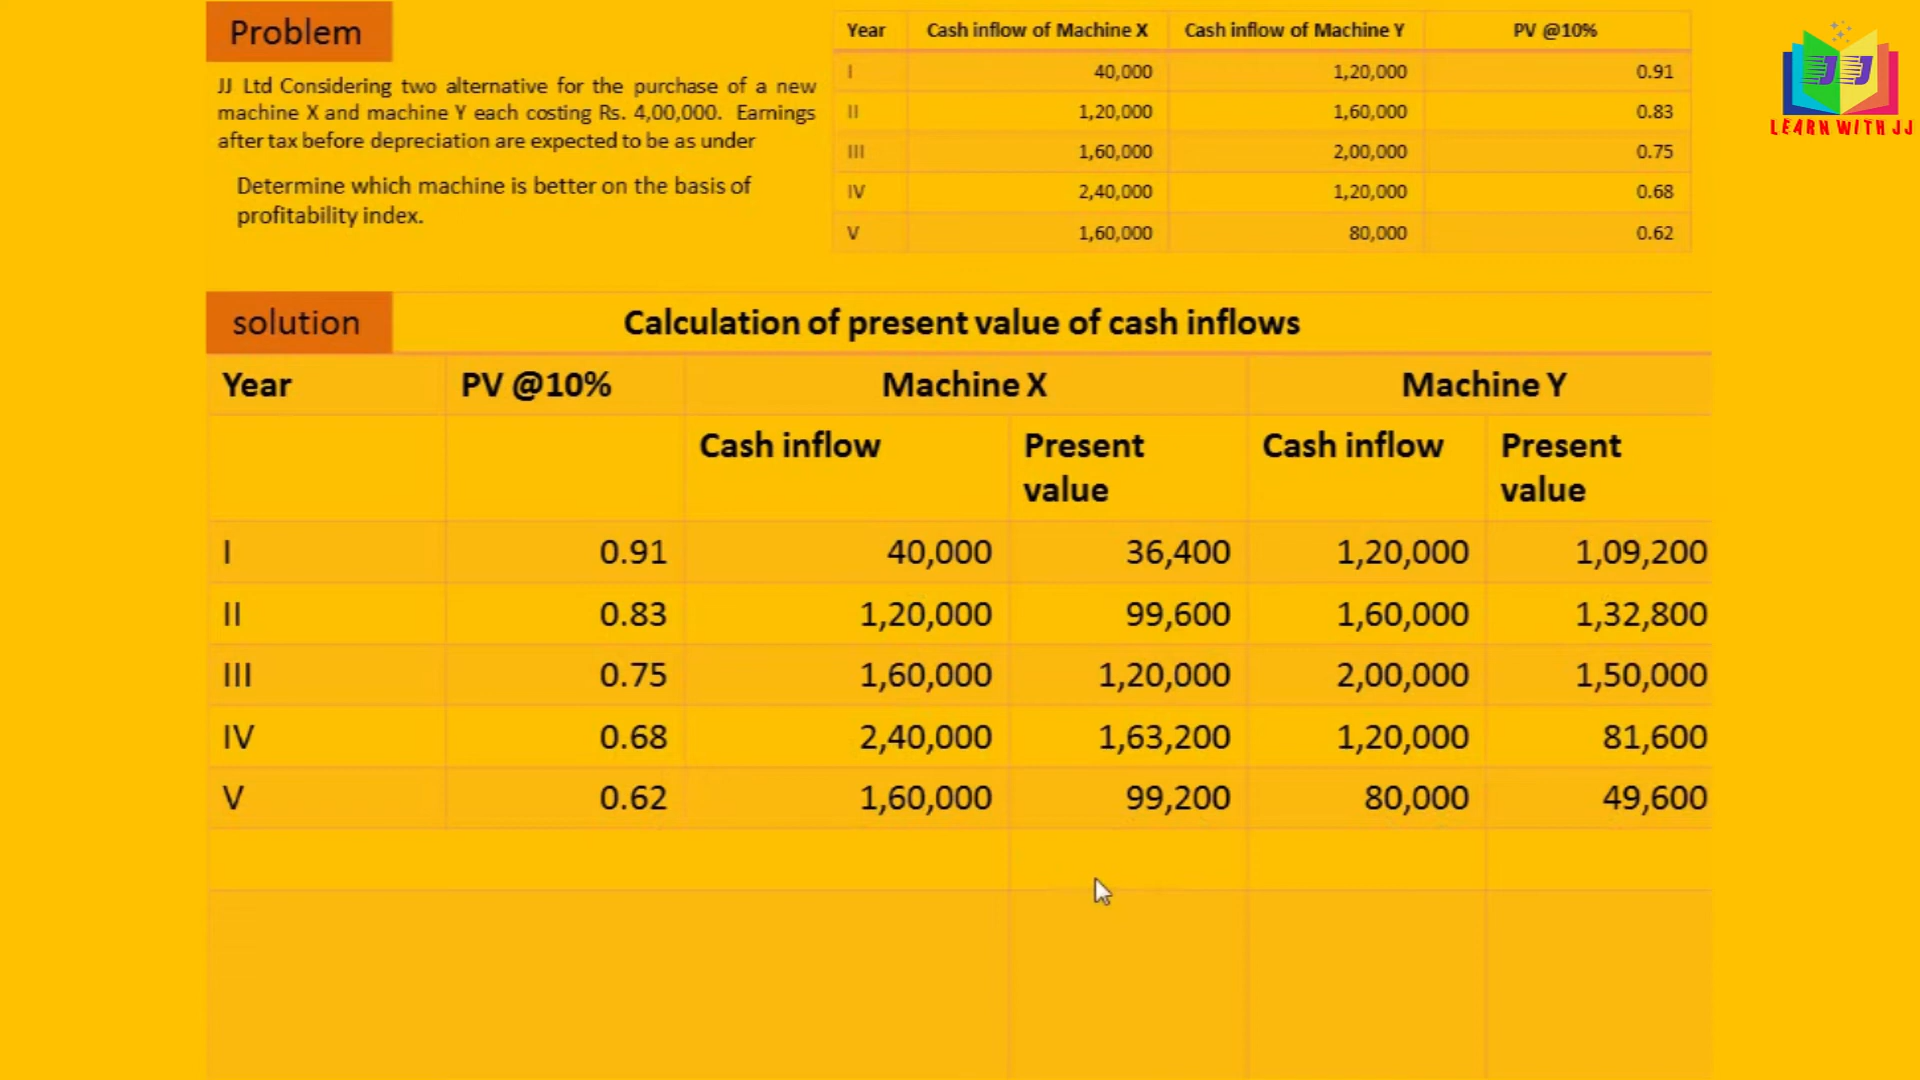 Problem
JJ Ltd Considering two alternative for the purchase of a new
machine X and machine Y each costing Rs. 4,00,000. Earnings
after tax before depreciation are expected to be as under
Determine which machine is better on the basis of
profitability index.
Year Cash inflow of Machine X Cash inflow of Machine Y PV @10%
I 40,000 1,20,000 0.91
II 1,20,000 1,60,000 0.83
III 1,60,000 2,00,000 0.75
IV 2,40,000 1,20,000 0.68
V 1,60,000 80,000 0.62
JJ
LEARN WITH JJ
solution
Calculation of present value of cash inflows
Year PV @10% Machine X Machine Y
Cash inflow Present Cash inflow Present
value value
I 0.91 40,000 36,400 1,20,000 1,09,200
II 0.83 1,20,000 99,600 1,60,000 1,32,800
III 0.75 1,60,000 1,20,000 2,00,000 1,50,000
IV 0.68 2,40,000 1,63,200 1,20,000 81,600
V 0.62 1,60,000 99,200 80,000 49,600